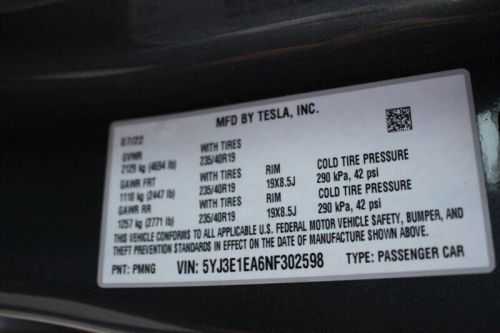 MFD BY TESLA, INC.
07/22
GVWR WITH TIRES
2129 kg (4694 lb) 235/40R19 RIM COLD TIRE PRESSURE
GAWR FRT WITH TIRES 19X8.5J 290 kPa, 42 psi
1110 kg (2447 lb) 235/40R19 RIM COLD TIRE PRESSURE
GAWR RR WITH TIRES 19X8.5J 290 kPa, 42 psi
1257 kg (2771 lb) 235/40R19
THIS VEHICLE CONFORMS TO ALL APPLICABLE U.S. FEDERAL MOTOR VEHICLE SAFETY, BUMPER, AND
THEFT PREVENTION STANDARDS IN EFFECT ON THE DATE OF MANUFACTURE SHOWN ABOVE.
PNT: PMNG VIN: 5YJ3E1EA6NF302598 TYPE: PASSENGER CAR